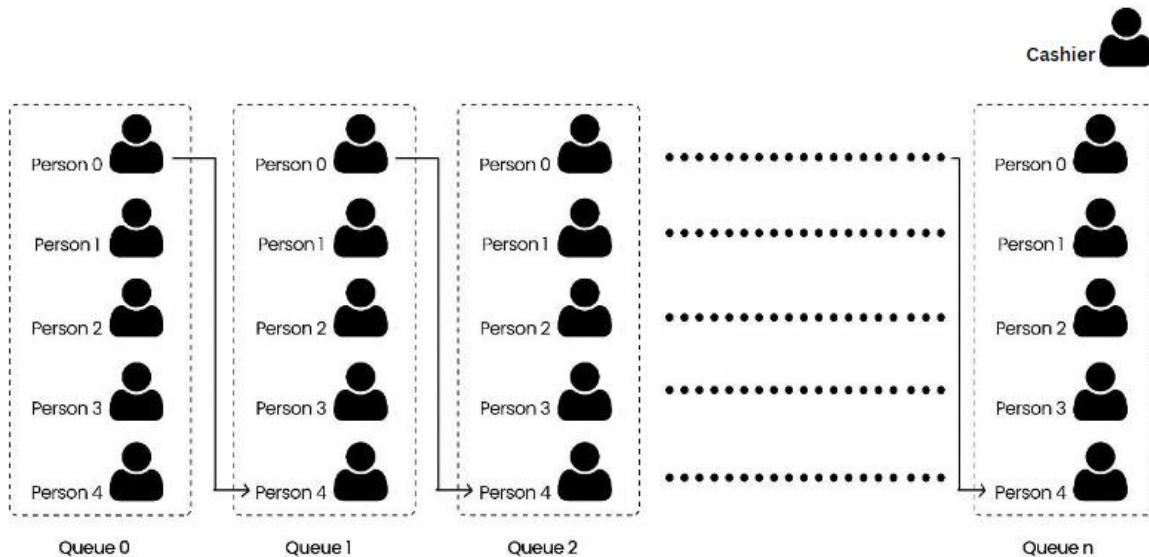 Cashier
Person 0 Person 0 Person 0 Person 0
Person 1 Person 1 Person 1 Person 1
Person 2 Person 2 Person 2 Person 2
Person 3 Person 3 Person 3 Person 3
Person 4 Person 4 Person 4 Person 4
Queue 0 Queue 1 Queue 2 Queue n